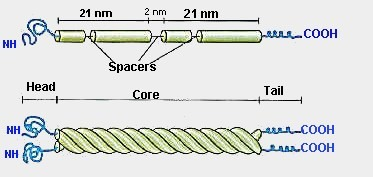 21 nm 2 nm 21 nm
NH COOH
Spacers
Head Core Tail
NH COOH
NH COOH